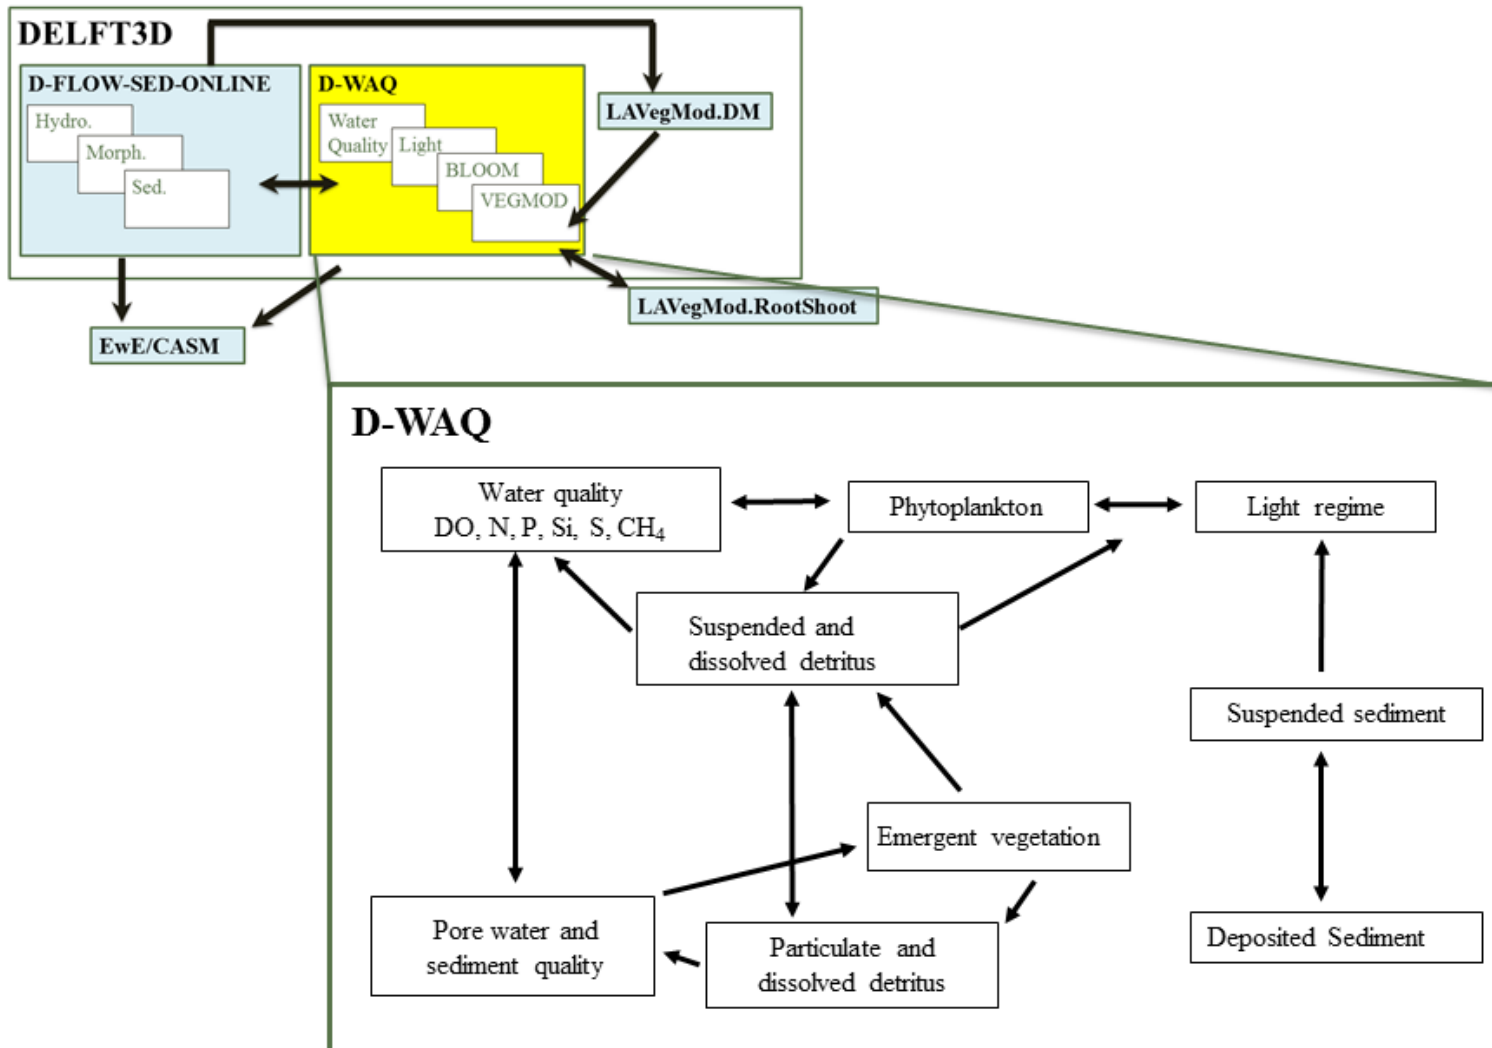 DELFT3D
D-FLOW-SED-ONLINE
Hydro.
Morph.
Sed.
D-WAQ
Water
Quality
Light
BLOOM
VEGMOD
LAVegMod.DM
LAVegMod.RootShoot
EwE/CASM
D-WAQ
Water quality
DO, N, P, Si, S, CH₄
Phytoplankton
Light regime
Suspended and
dissolved detritus
Suspended sediment
Emergent vegetation
Pore water and
sediment quality
Particulate and
dissolved detritus
Deposited Sediment